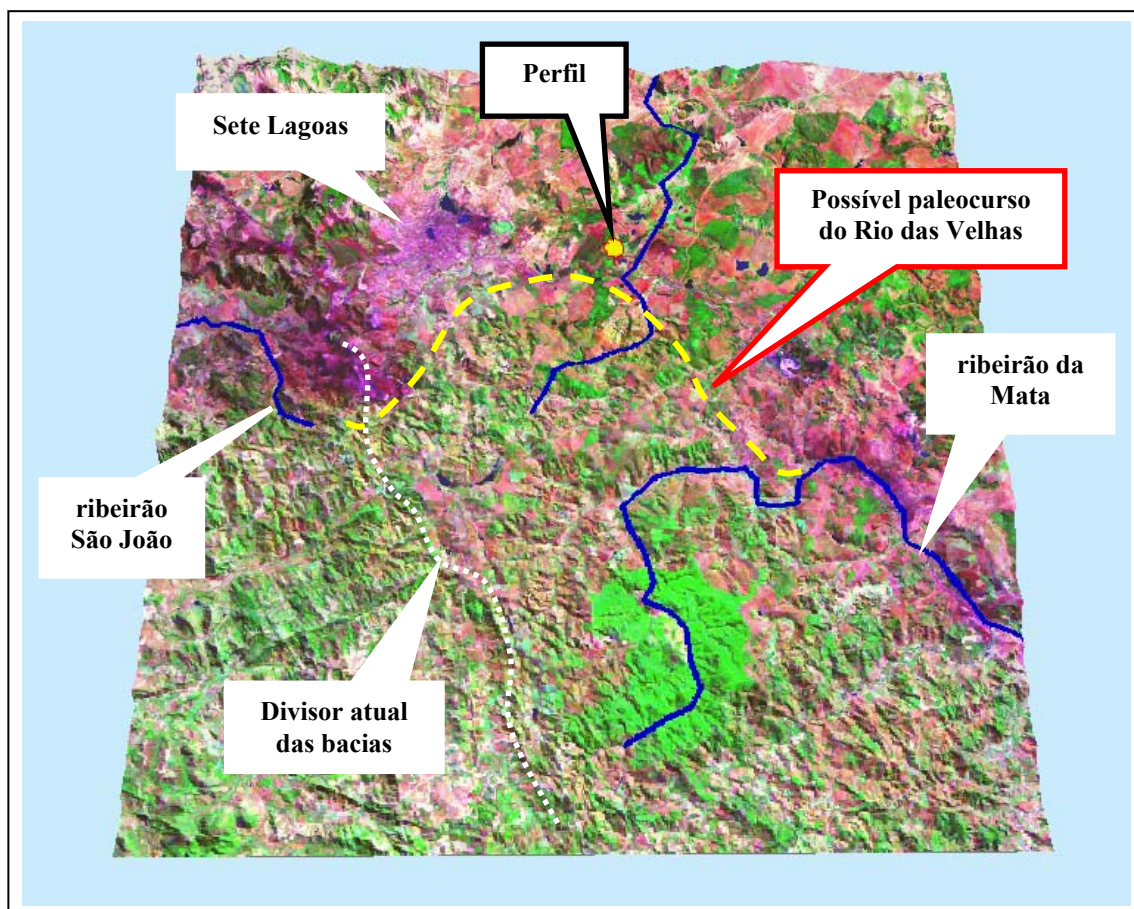 Perfil
Sete Lagoas
Possível paleocurso
do Rio das Velhas
ribeirão da
Mata
ribeirão
São João
Divisor atual
das bacias